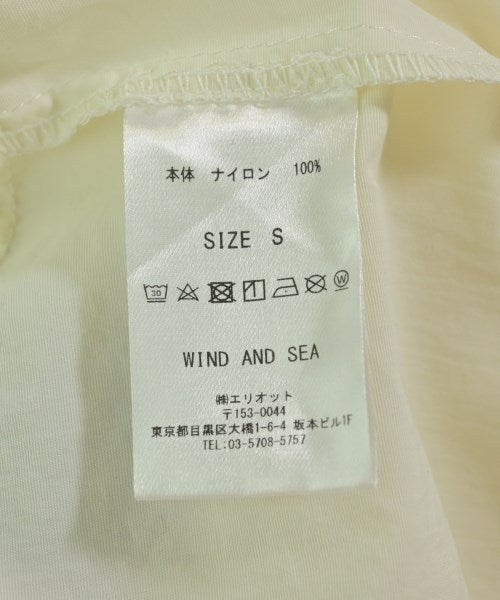 本体 ナイロン 100%
SIZE S
30
W
WIND AND SEA
㈱エリオット
〒153-0044
東京都目黒区大橋1-6-4 坂本ビル1F
TEL:03-5708-5757